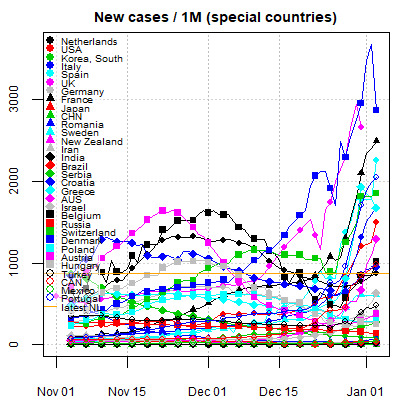 New cases / 1M (special countries)
Netherlands
USA
Korea, South
Italy
Spain
UK
Germany
France
Japan
CHN
Romania
Sweden
New Zealand
Iran
India
Brazil
Serbia
Croatia
Greece
AUS
Israel
Belgium
Russia
Switzerland
Denmark
Poland
Austria
Hungary
Turkey
CAN
Mexico
Portugal
latest NL
0
1000
2000
3000
Nov 01
Nov 15
Dec 01
Dec 15
Jan 01